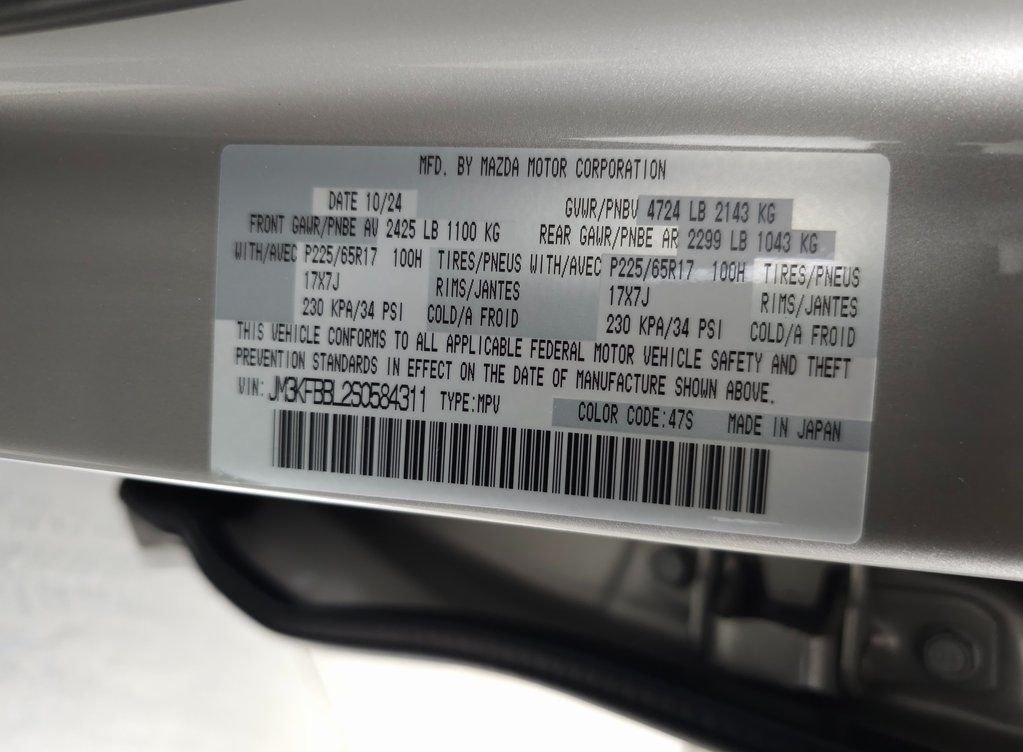 MFD. BY MAZDA MOTOR CORPORATION
DATE 10/24 GVWR/PNBV 4724 LB 2143 KG
FRONT GAWR/PNBE AV 2425 LB 1100 KG REAR GAWR/PNBE AR 2299 LB 1043 KG
WITH/AVEC P225/65R17 100H TIRES/PNEUS WITH/AVEC P225/65R17 100H TIRES/PNEUS
17X7J RIMS/JANTES 17X7J RIMS/JANTES
230 KPA/34 PSI COLD/A FROID 230 KPA/34 PSI COLD/A FROID
THIS VEHICLE CONFORMS TO ALL APPLICABLE FEDERAL MOTOR VEHICLE SAFETY AND THEFT
PREVENTION STANDARDS IN EFFECT ON THE DATE OF MANUFACTURE SHOWN ABOVE.
VIN: JM3KFBBL2S0584311 TYPE:MPV COLOR CODE:47S MADE IN JAPAN